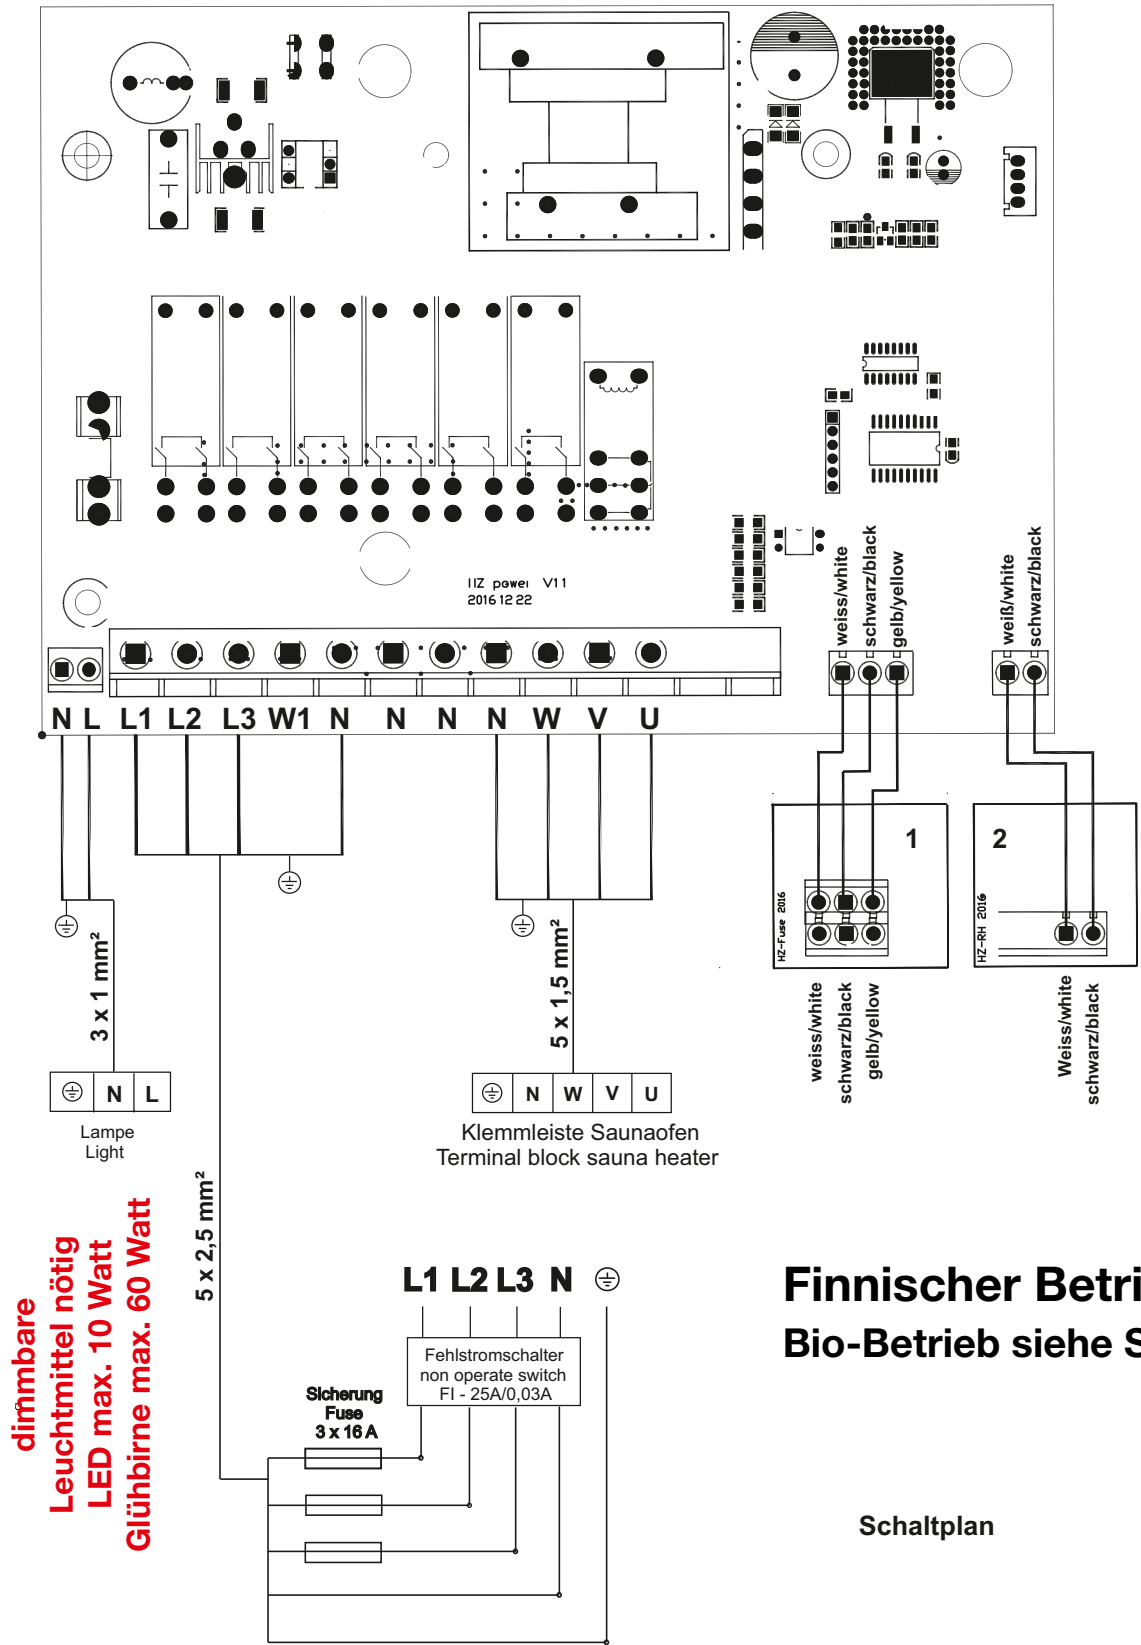 IIZ power V11
2016 12 22
weiss/white
schwarz/black
gelb/yellow
weiß/white
schwarz/black
N L L1 L2 L3 W1 N N N N W V U
1
HZ-Fuse 2016
2
HZ-RH 2016
weiss/white
schwarz/black
gelb/yellow
Weiss/white
schwarz/black
3 x 1 mm²
5 x 1,5 mm²
N L
Lampe
Light
N W V U
Klemmleiste Saunaofen
Terminal block sauna heater
5 x 2,5 mm²
dimmbare
Leuchtmittel nötig
LED max. 10 Watt
Glühbirne max. 60 Watt
L1 L2 L3 N
Fehlstromschalter
non operate switch
FI - 25A/0,03A
Sicherung
Fuse
3 x 16 A
Finnischer Betri
Bio-Betrieb siehe S
Schaltplan